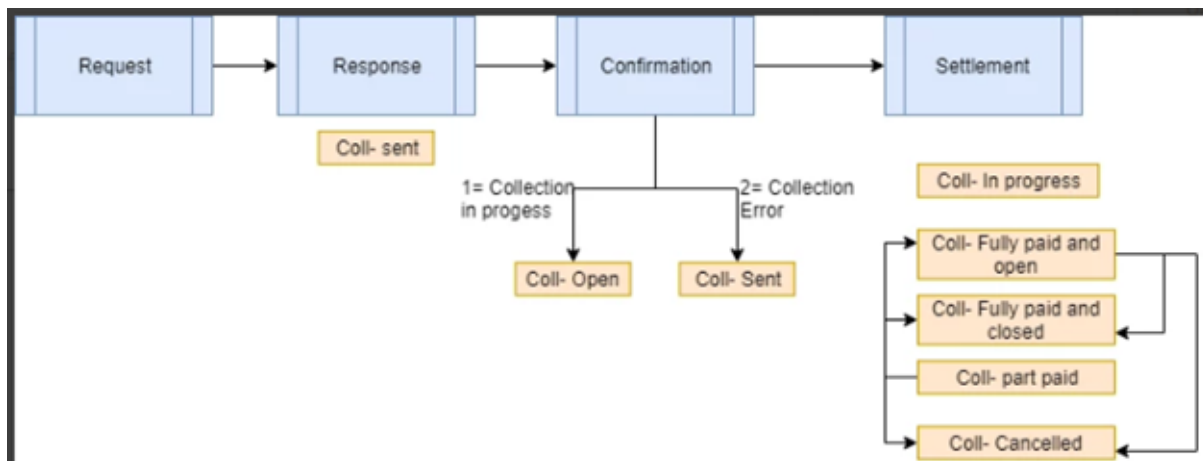 Request
Response
Confirmation
Settlement
Coll- sent
1= Collection
in progess
2= Collection
Error
Coll- Open
Coll- Sent
Coll- In progress
Coll- Fully paid and
open
Coll- Fully paid and
closed
Coll- part paid
Coll- Cancelled